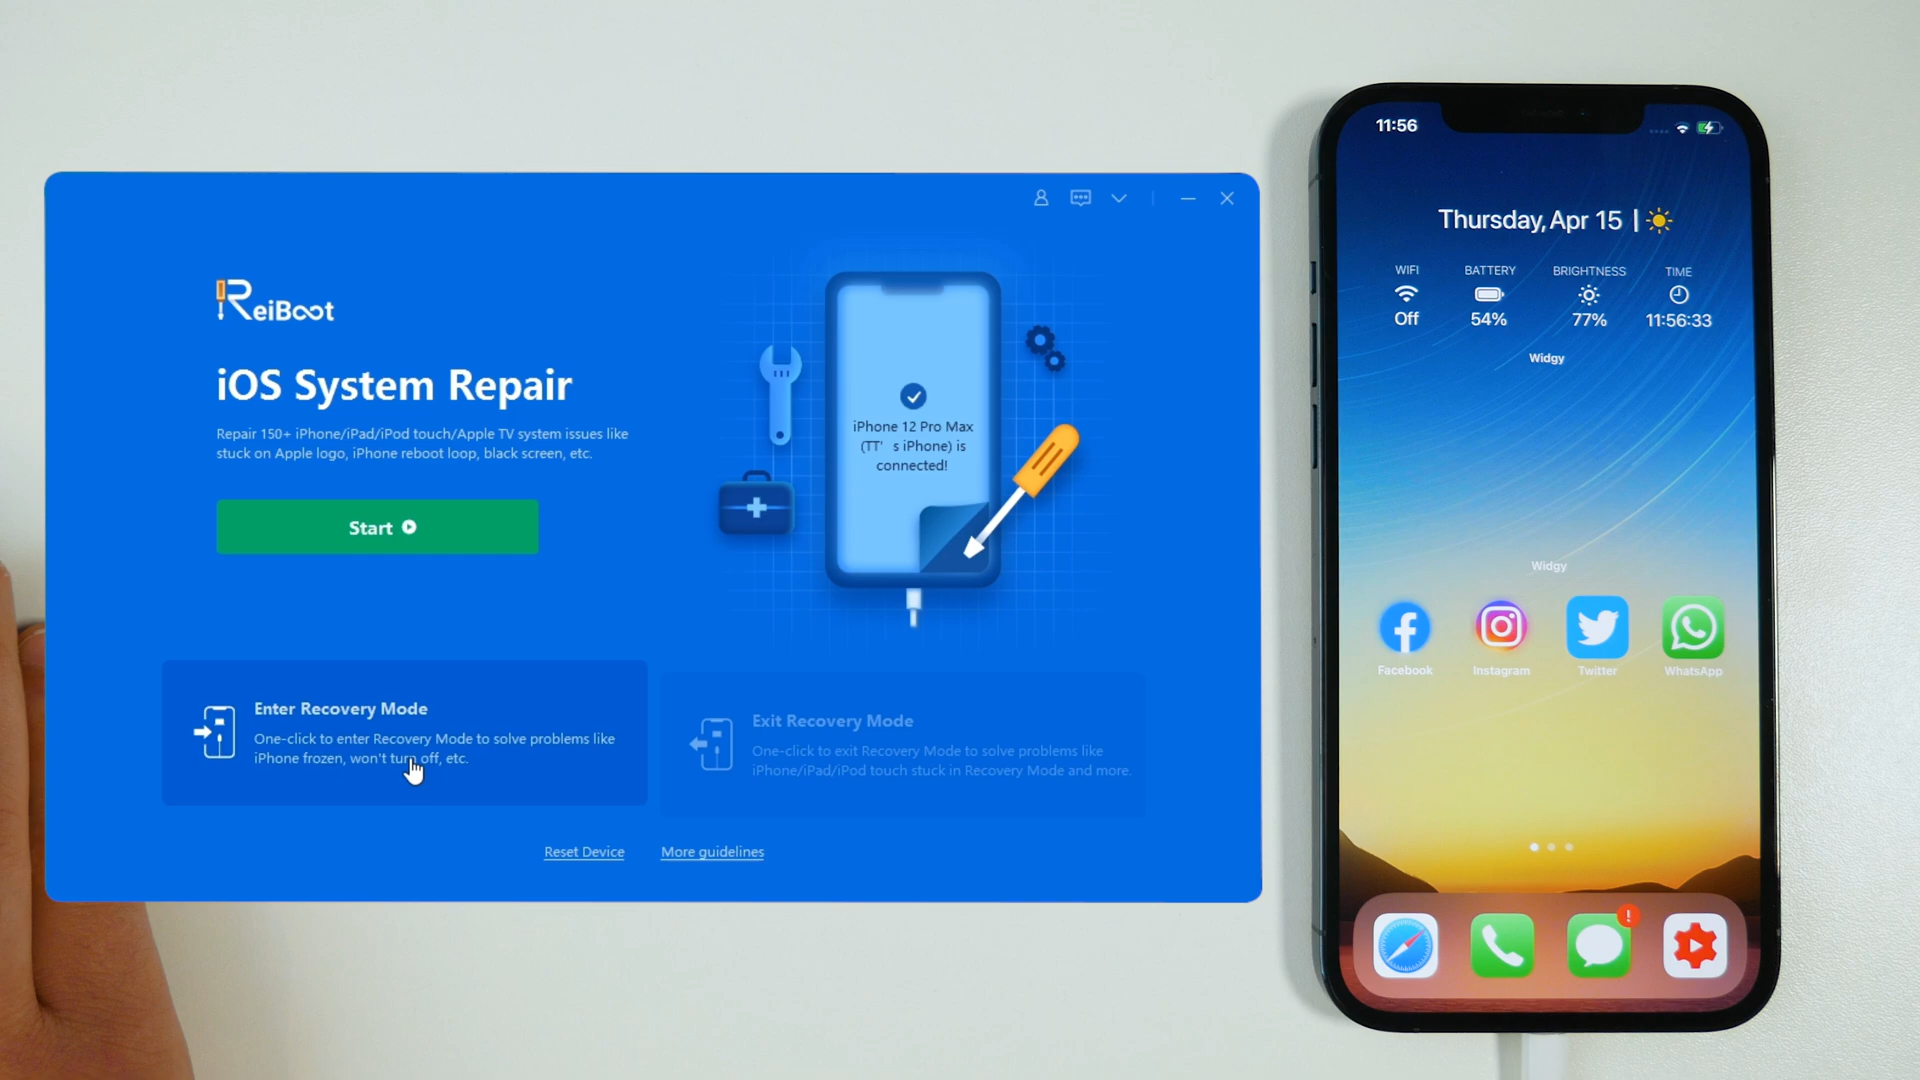 ReiBoot
iOS System Repair
Repair 150+ iPhone/iPad/iPod touch/Apple TV system issues like
stuck on Apple logo, iPhone reboot loop, black screen, etc.
Start
iPhone 12 Pro Max
(TT' s iPhone) is
connected!
Enter Recovery Mode
One-click to enter Recovery Mode to solve problems like
iPhone frozen, won't turn off, etc.
Exit Recovery Mode
One-click to exit Recovery Mode to solve problems like
iPhone/iPad/iPod touch stuck in Recovery Mode and more.
Reset Device More guidelines
11:56
Thursday, Apr 15 |
WIFI BATTERY BRIGHTNESS TIME
Off 54% 77% 11:56:33
Widgy
Widgy
Facebook Instagram Twitter WhatsApp
!